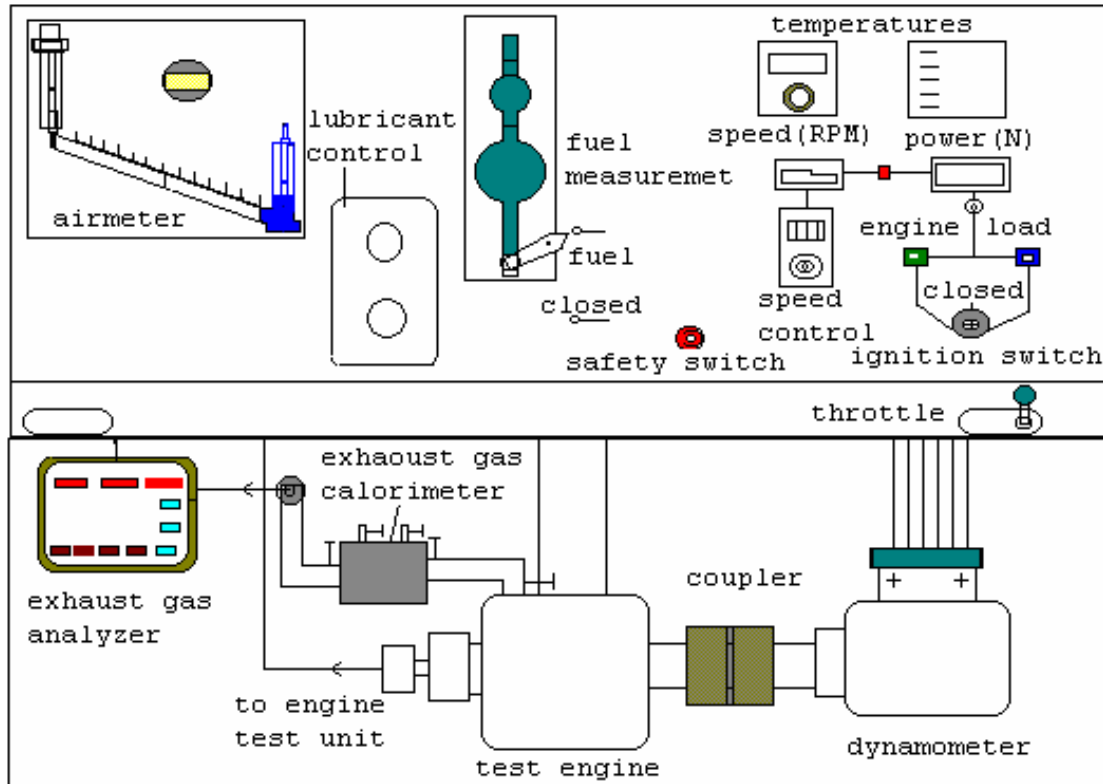 temperatures
lubricant
control
fuel
measuremet
speed(RPM)
power(N)
airmeter
engine
load
fuel
closed
closed
speed
control
safety switch
ignition switch
throttle
exhaoust gas
calorimeter
coupler
exhaust gas
analyzer
to engine
test unit
test engine
dynamometer